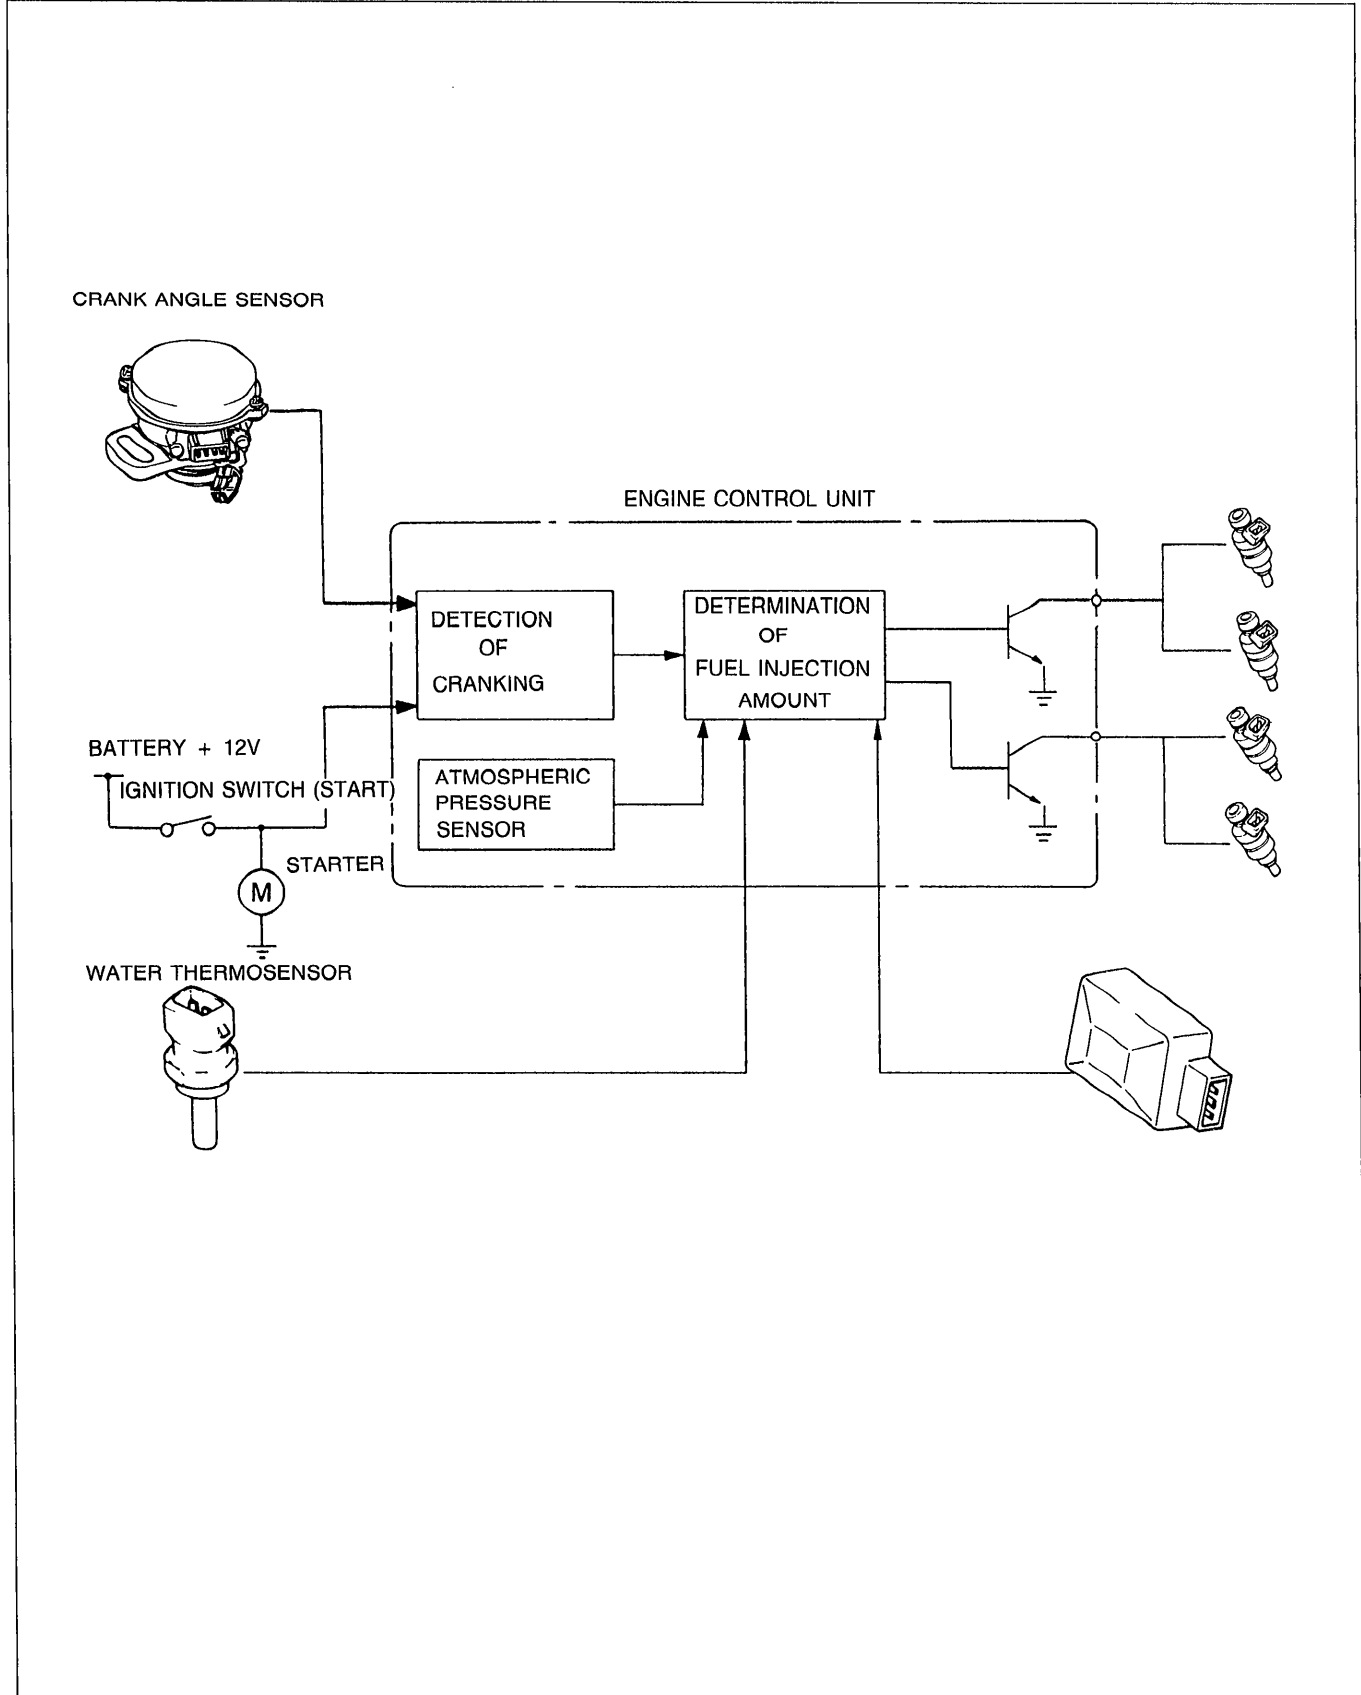 CRANK ANGLE SENSOR
ENGINE CONTROL UNIT
DETECTION
OF
CRANKING
DETERMINATION
OF
FUEL INJECTION
AMOUNT
BATTERY + 12V
IGNITION SWITCH (START)
ATMOSPHERIC
PRESSURE
SENSOR
STARTER
M
WATER THERMOSENSOR